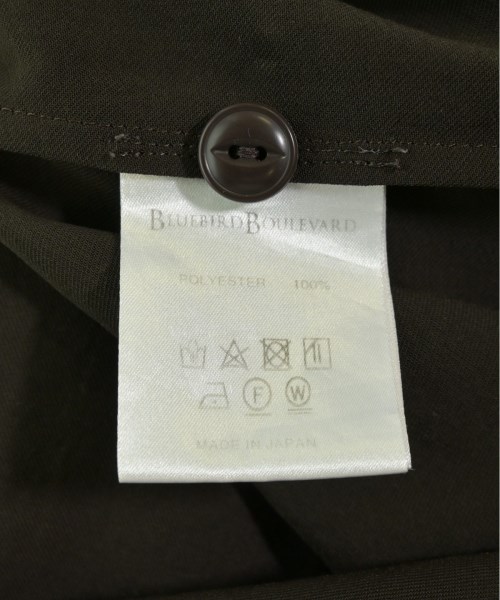 BLUEBIRD BOULEVARD
POLYESTER 100%
F W
MADE IN JAPAN